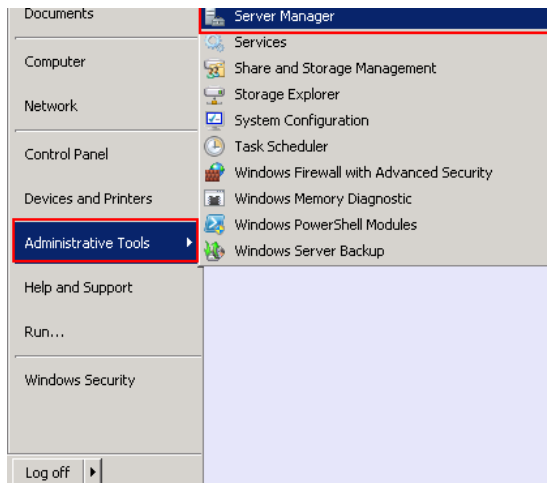 Documents
Computer
Network
Control Panel
Devices and Printers
Administrative Tools
Help and Support
Run...
Windows Security
Log off
Server Manager
Services
Share and Storage Management
Storage Explorer
System Configuration
Task Scheduler
Windows Firewall with Advanced Security
Windows Memory Diagnostic
Windows PowerShell Modules
Windows Server Backup